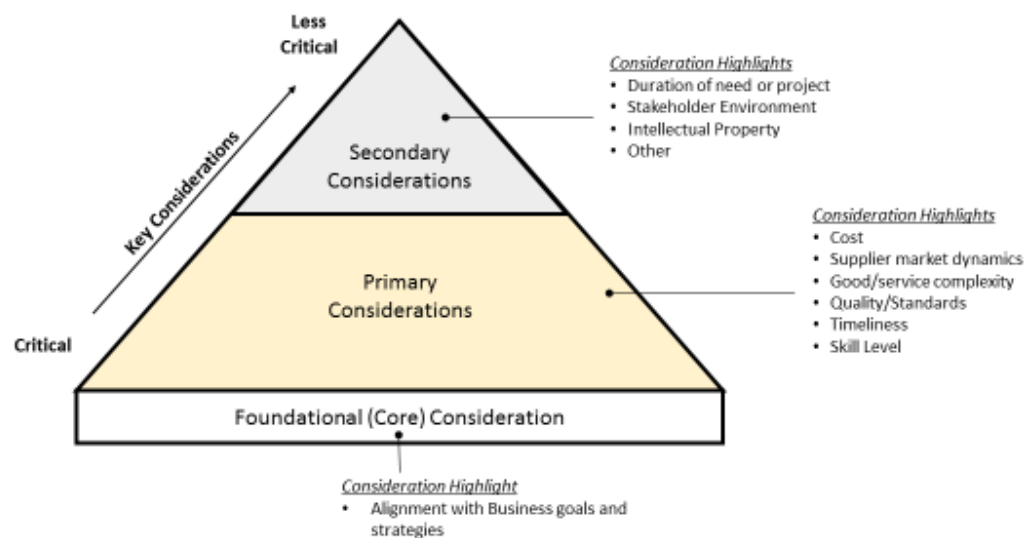 Less
Critical
Consideration Highlights
• Duration of need or project
• Stakeholder Environment
• Intellectual Property
• Other
Key Considerations
Secondary
Considerations
Consideration Highlights
• Cost
• Supplier market dynamics
• Good/service complexity
• Quality/Standards
• Timeliness
• Skill Level
Primary
Considerations
Critical
Foundational (Core) Consideration
Consideration Highlight
• Alignment with Business goals and
strategies